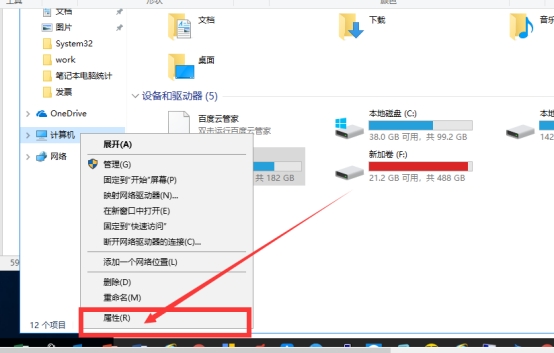 工具
文档
图片
System32
work
笔记本电脑统计
发票
OneDrive
计算机
网络
12 个项目
文档
下载
音乐
桌面
设备和驱动器 (5)
百度云管家
双击运行百度云管家
本地磁盘 (C:)
38.0 GB 可用，共 99.2 GB
本地磁盘
142
共 182 GB
新加卷 (F:)
21.2 GB 可用，共 488 GB
展开(A)
管理(G)
固定到"开始"屏幕(P)
映射网络驱动器(N)...
在新窗口中打开(E)
固定到"快速访问"
断开网络驱动器的连接(C)...
添加一个网络位置(L)
删除(D)
重命名(M)
属性(R)